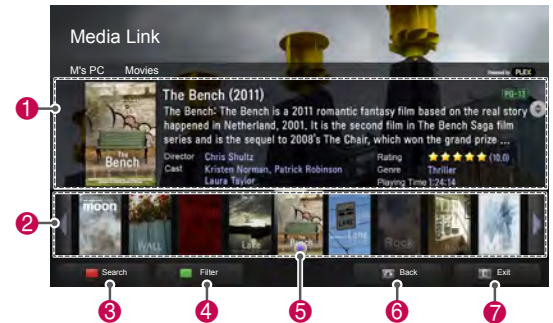 Media Link
M's PC Movies
Powered by PLEX
1
The Bench (2011)
PG-13
The Bench: The Bench is a 2011 romantic fantasy film based on the real story
happened in Netherland, 2001. It is the second film in The Bench Saga film
series and is the sequel to 2008's The Chair, which won the grand prize ...
Director Chris Shultz
Rating (10,0)
Cast Kristen Norman, Patrick Robinson
Genre Thriller
Laura Taylor
Playing Time 1:24:14
The
Bench
2
moon
WALL
Lake
Bench
Lang
Rock
Search
Filter
Back
Exit
3
4
5
6
7